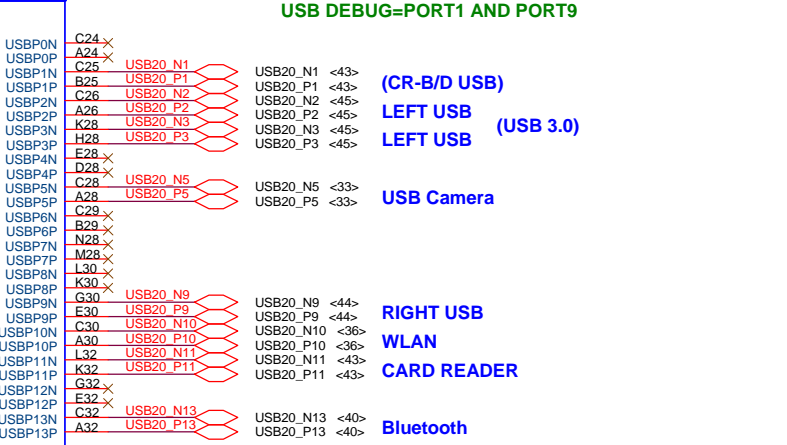 USB DEBUG=PORT1 AND PORT9
USBP0N C24
USBP0P A24
USBP1N C25 USB20_N1 USB20_N1 <43>
USBP1P B25 USB20_P1 USB20_P1 <43> (CR-B/D USB)
USBP2N C26 USB20_N2 USB20_N2 <45>
USBP2P A26 USB20_P2 USB20_P2 <45> LEFT USB
USBP3N K28 USB20_N3 USB20_N3 <45> (USB 3.0)
USBP3P H28 USB20_P3 USB20_P3 <45> LEFT USB
USBP4N E28
USBP4P D28
USBP5N C28 USB20_N5 USB20_N5 <33>
USBP5P A28 USB20_P5 USB20_P5 <33> USB Camera
USBP6N C29
USBP6P B29
USBP7N N28
USBP7P M28
USBP8N L30
USBP8P K30
USBP9N G30 USB20_N9 USB20_N9 <44>
USBP9P E30 USB20_P9 USB20_P9 <44> RIGHT USB
USBP10N C30 USB20_N10 USB20_N10 <36>
USBP10P A30 USB20_P10 USB20_P10 <36> WLAN
USBP11N L32 USB20_N11 USB20_N11 <43>
USBP11P K32 USB20_P11 USB20_P11 <43> CARD READER
USBP12N G32
USBP12P E32
USBP13N C32 USB20_N13 USB20_N13 <40>
USBP13P A32 USB20_P13 USB20_P13 <40> Bluetooth